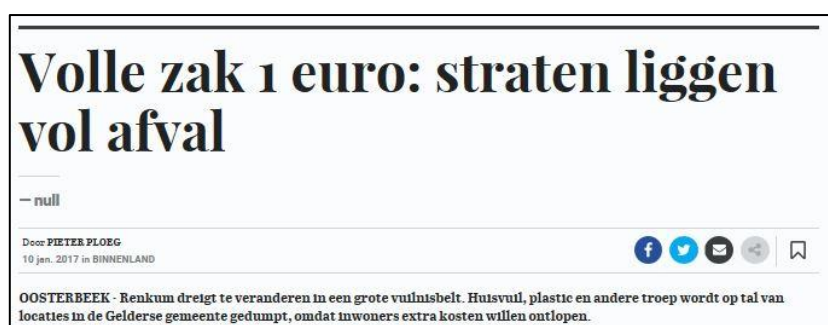 Volle zak 1 euro: straten liggen
vol afval
— null
Door PIETER PLOEG
10 jan. 2017 in BINNENLAND
OOSTERBEEK - Renkum dreigt te veranderen in een grote vuilnisbelt. Huisvuil, plastic en andere troep wordt op tal van
locaties in de Gelderse gemeente gedumpt, omdat inwoners extra kosten willen ontlopen.